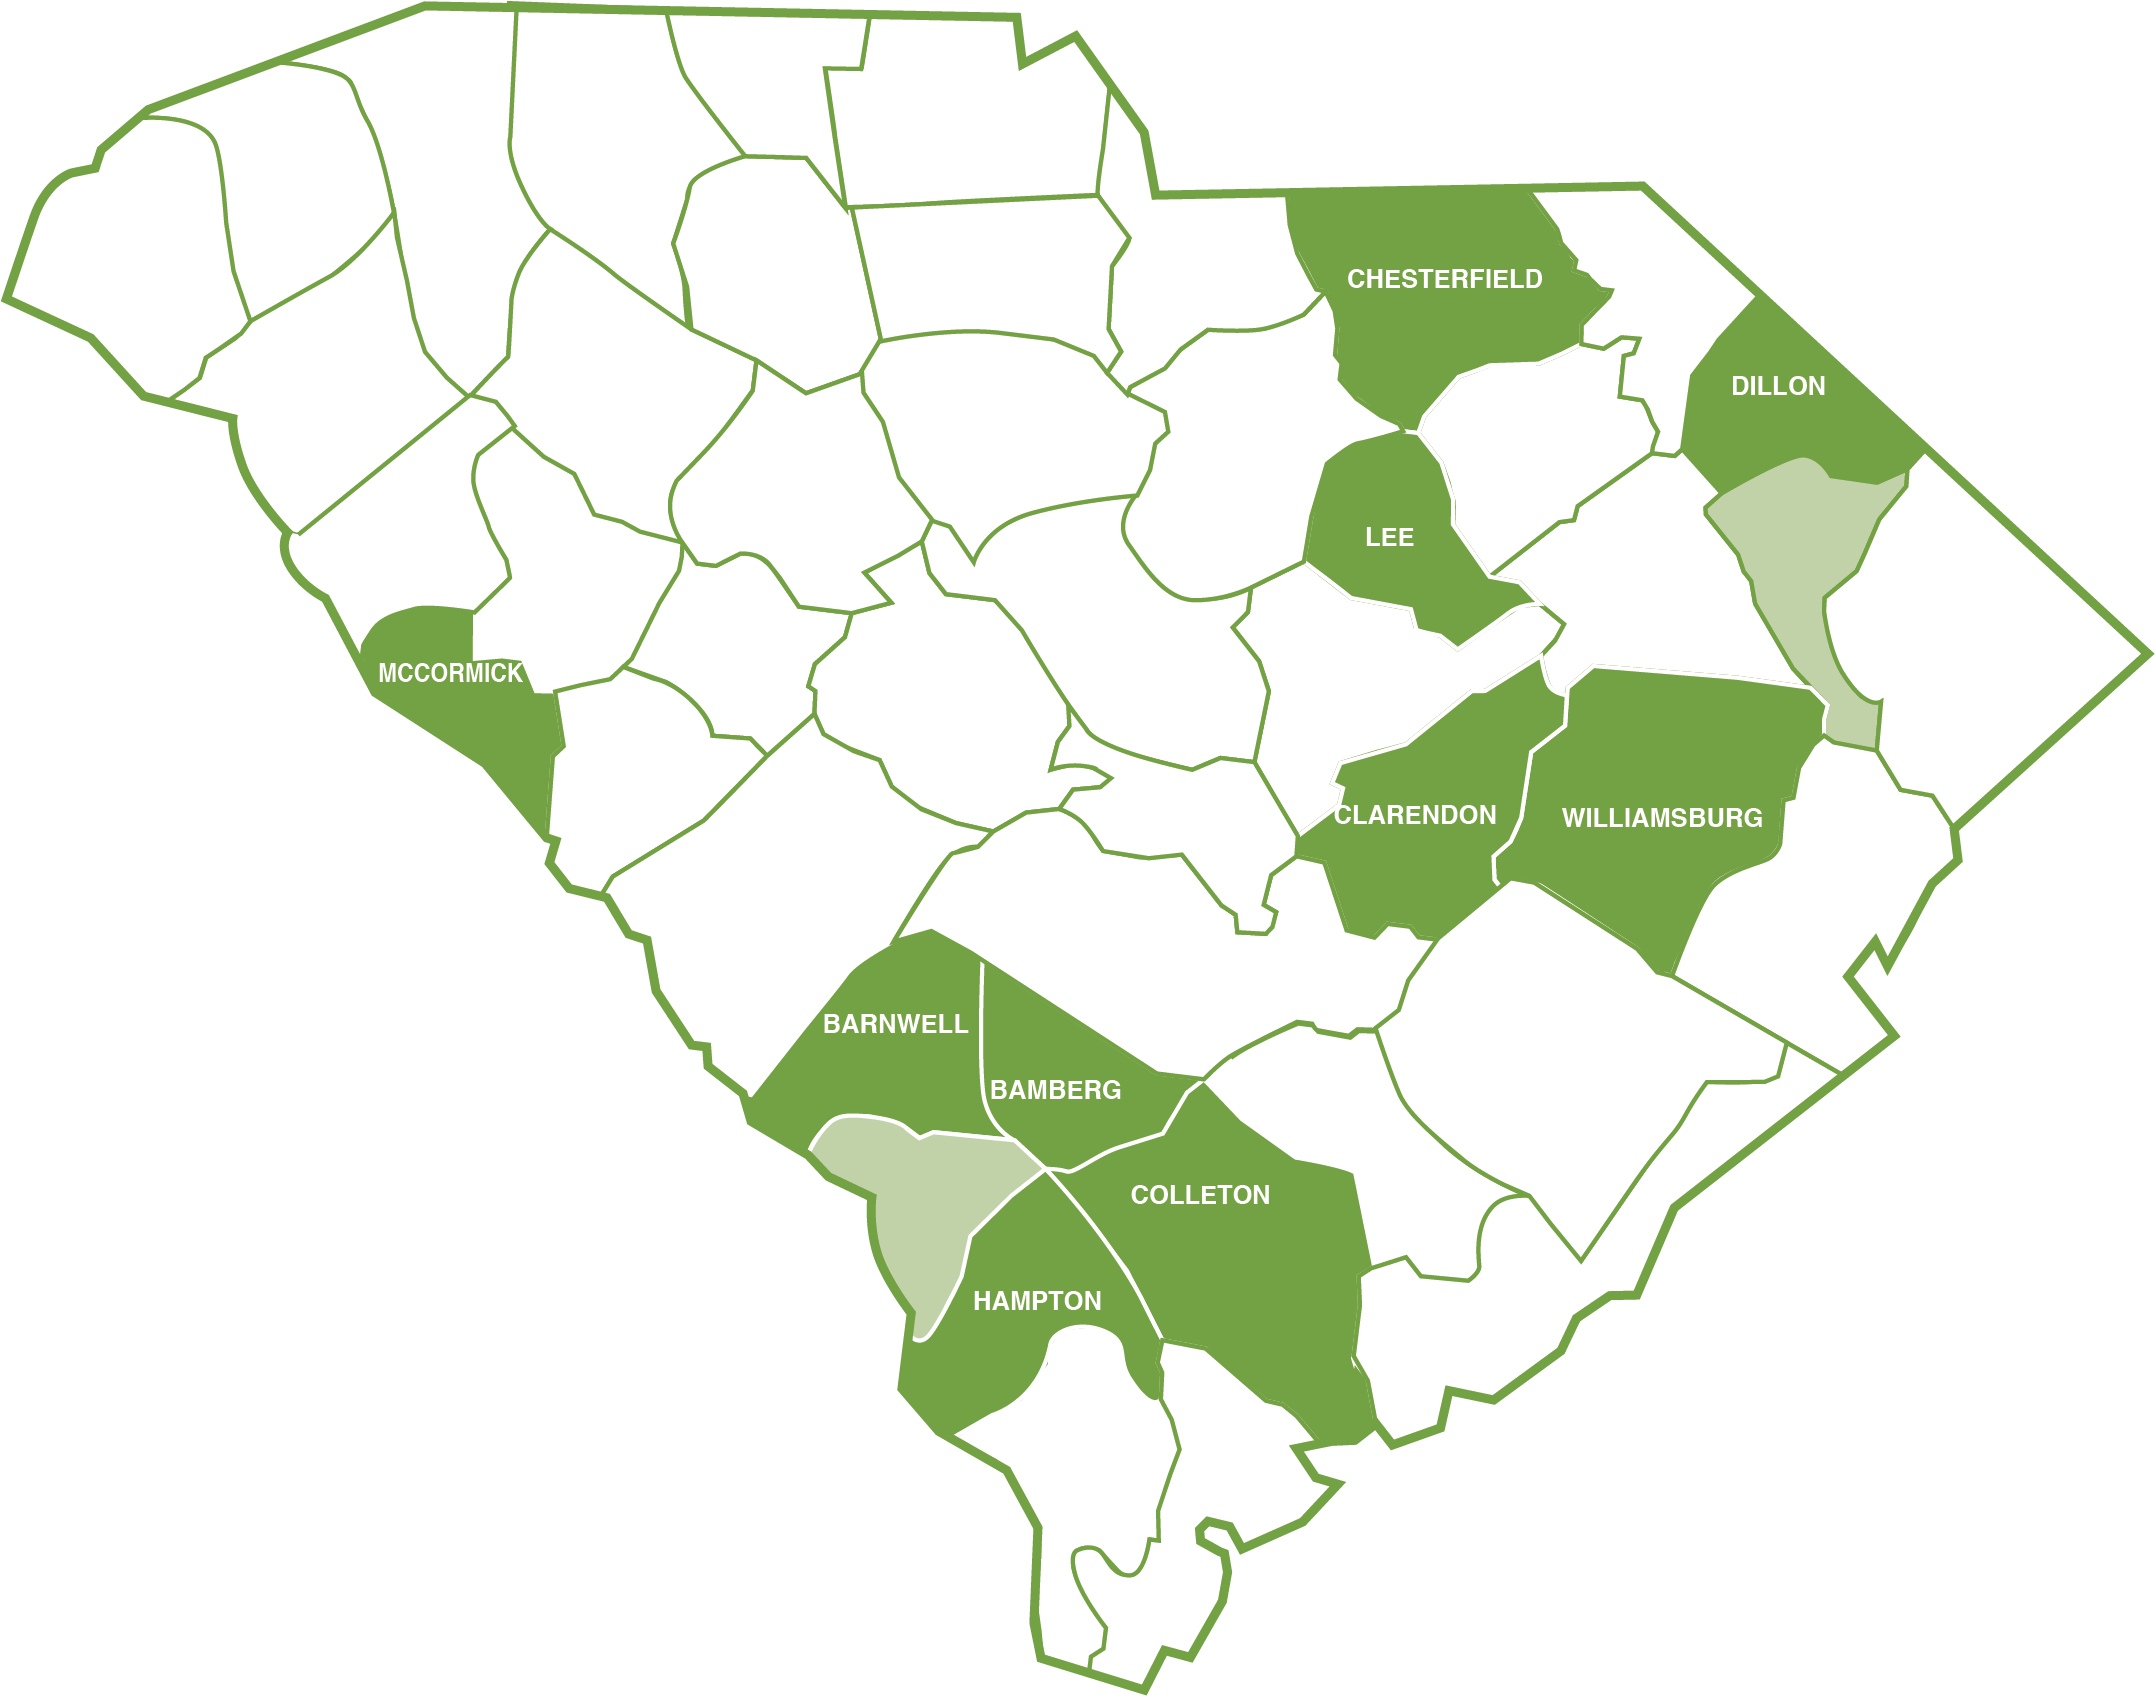 CHESTERFIELD
DILLON
LEE
MCCORMICK
CLARENDON
WILLIAMSBURG
BARNWELL
BAMBERG
COLLETON
HAMPTON